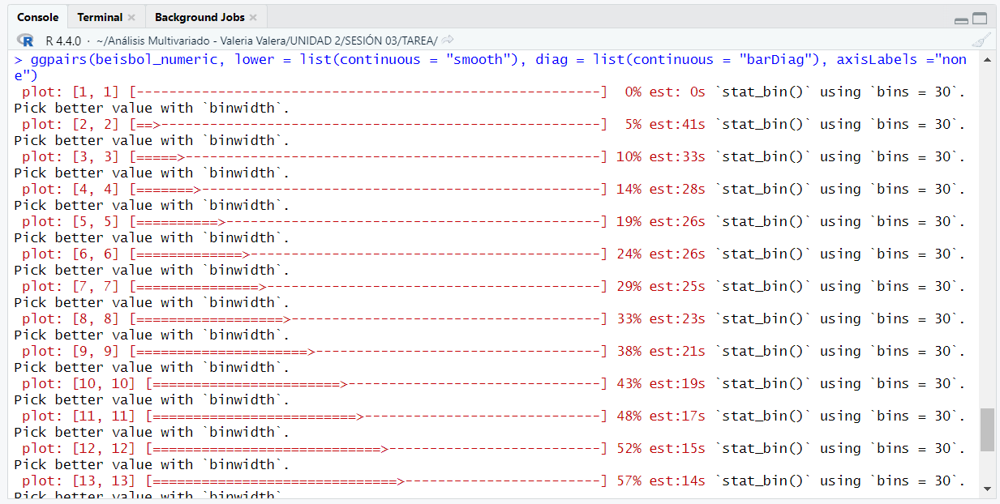 Console
Terminal
Background Jobs
R 4.4.0 · ~/Análisis Multivariado - Valeria Valera/UNIDAD 2/SESIÓN 03/TAREA/
> ggpairs(beisbol_numeric, lower = list(continuous = "smooth"), diag = list(continuous = "barDiag"), axisLabels ="non
e")
plot: [1, 1] [---------------------------------------------------------] 0% est: 0s `stat_bin()` using `bins = 30`.
Pick better value with `binwidth`.
plot: [2, 2] [==>------------------------------------------------------] 5% est:41s `stat_bin()` using `bins = 30`.
Pick better value with `binwidth`.
plot: [3, 3] [=====>---------------------------------------------------] 10% est:33s `stat_bin()` using `bins = 30`.
Pick better value with `binwidth`.
plot: [4, 4] [=======>-------------------------------------------------] 14% est:28s `stat_bin()` using `bins = 30`.
Pick better value with `binwidth`.
plot: [5, 5] [==========>----------------------------------------------] 19% est:26s `stat_bin()` using `bins = 30`.
Pick better value with `binwidth`.
plot: [6, 6] [=============>-------------------------------------------] 24% est:26s `stat_bin()` using `bins = 30`.
Pick better value with `binwidth`.
plot: [7, 7] [===============>-----------------------------------------] 29% est:25s `stat_bin()` using `bins = 30`.
Pick better value with `binwidth`.
plot: [8, 8] [==================>--------------------------------------] 33% est:23s `stat_bin()` using `bins = 30`.
Pick better value with `binwidth`.
plot: [9, 9] [=====================>-----------------------------------] 38% est:21s `stat_bin()` using `bins = 30`.
Pick better value with `binwidth`.
plot: [10, 10] [=======================>-------------------------------] 43% est:19s `stat_bin()` using `bins = 30`.
Pick better value with `binwidth`.
plot: [11, 11] [=========================>-----------------------------] 48% est:17s `stat_bin()` using `bins = 30`.
Pick better value with `binwidth`.
plot: [12, 12] [============================>--------------------------] 52% est:15s `stat_bin()` using `bins = 30`.
Pick better value with `binwidth`.
plot: [13, 13] [==============================>------------------------] 57% est:14s `stat_bin()` using `bins = 30`.
Pick better value with `binwidth`